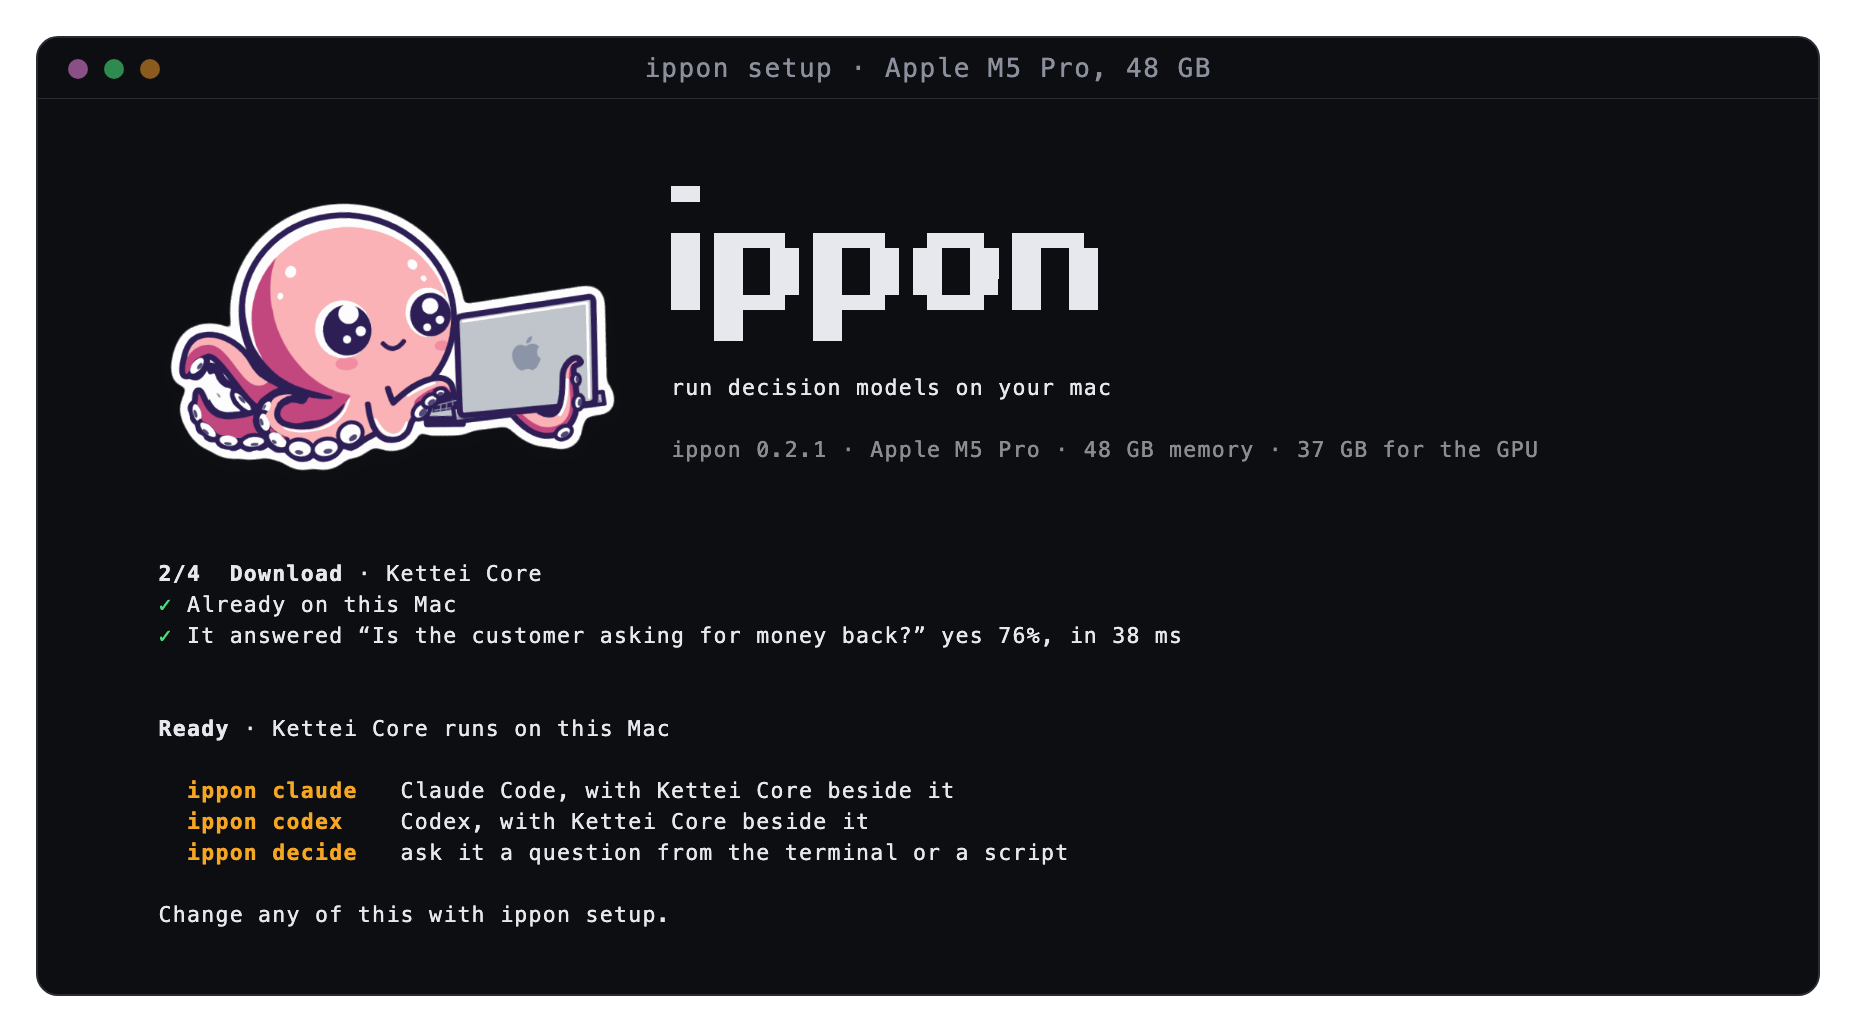 ippon setup · Apple M5 Pro, 48 GB
ippon
run decision models on your mac
ippon 0.2.1 · Apple M5 Pro · 48 GB memory · 37 GB for the GPU
2/4  Download · Kettei Core
✓ Already on this Mac
✓ It answered “Is the customer asking for money back?” yes 76%, in 38 ms
Ready · Kettei Core runs on this Mac
ippon claude   Claude Code, with Kettei Core beside it
ippon codex    Codex, with Kettei Core beside it
ippon decide   ask it a question from the terminal or a script
Change any of this with ippon setup.